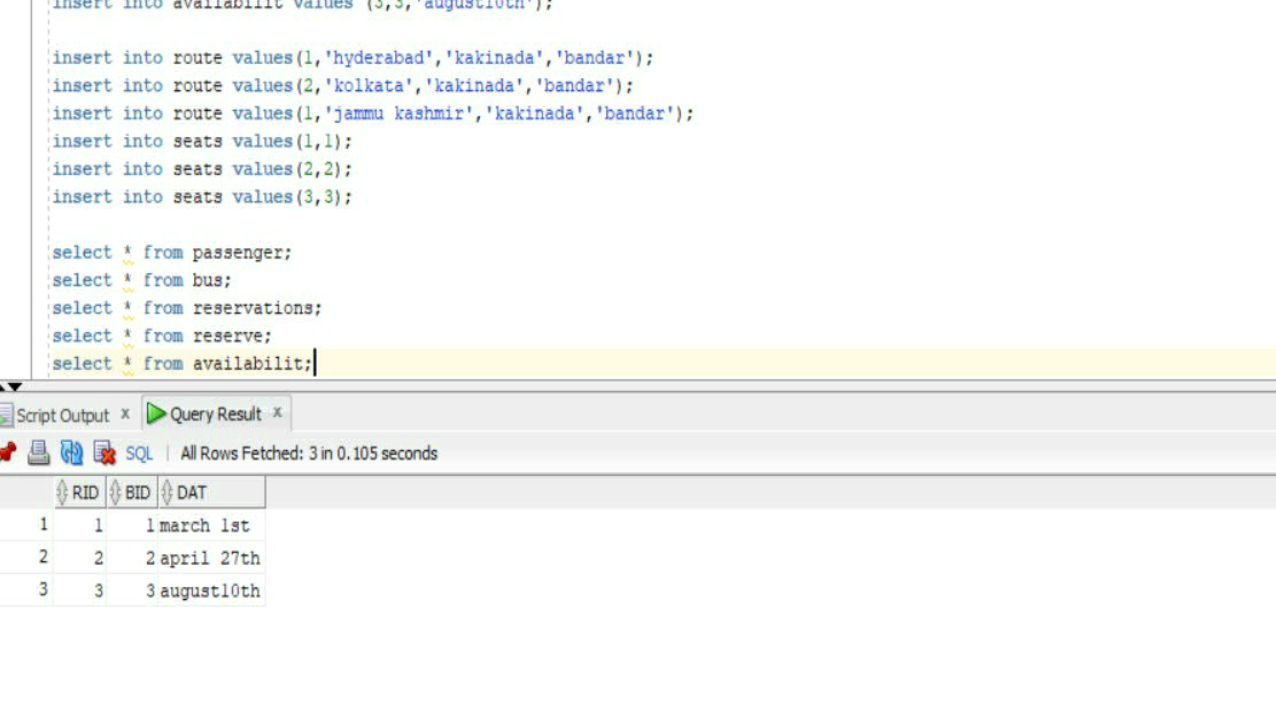 insert into availabilit values (3,3,'august10th');
insert into route values(1,'hyderabad','kakinada','bandar');
insert into route values(2,'kolkata','kakinada','bandar');
insert into route values(1,'jammu kashmir','kakinada','bandar');
insert into seats values(1,1);
insert into seats values(2,2);
insert into seats values(3,3);
select * from passenger;
select * from bus;
select * from reservations;
select * from reserve;
select * from availabilit;
Script Output x Query Result x
SQL | All Rows Fetched: 3 in 0.105 seconds
RID BID DAT
1 1 1 march 1st
2 2 2 april 27th
3 3 3 august10th